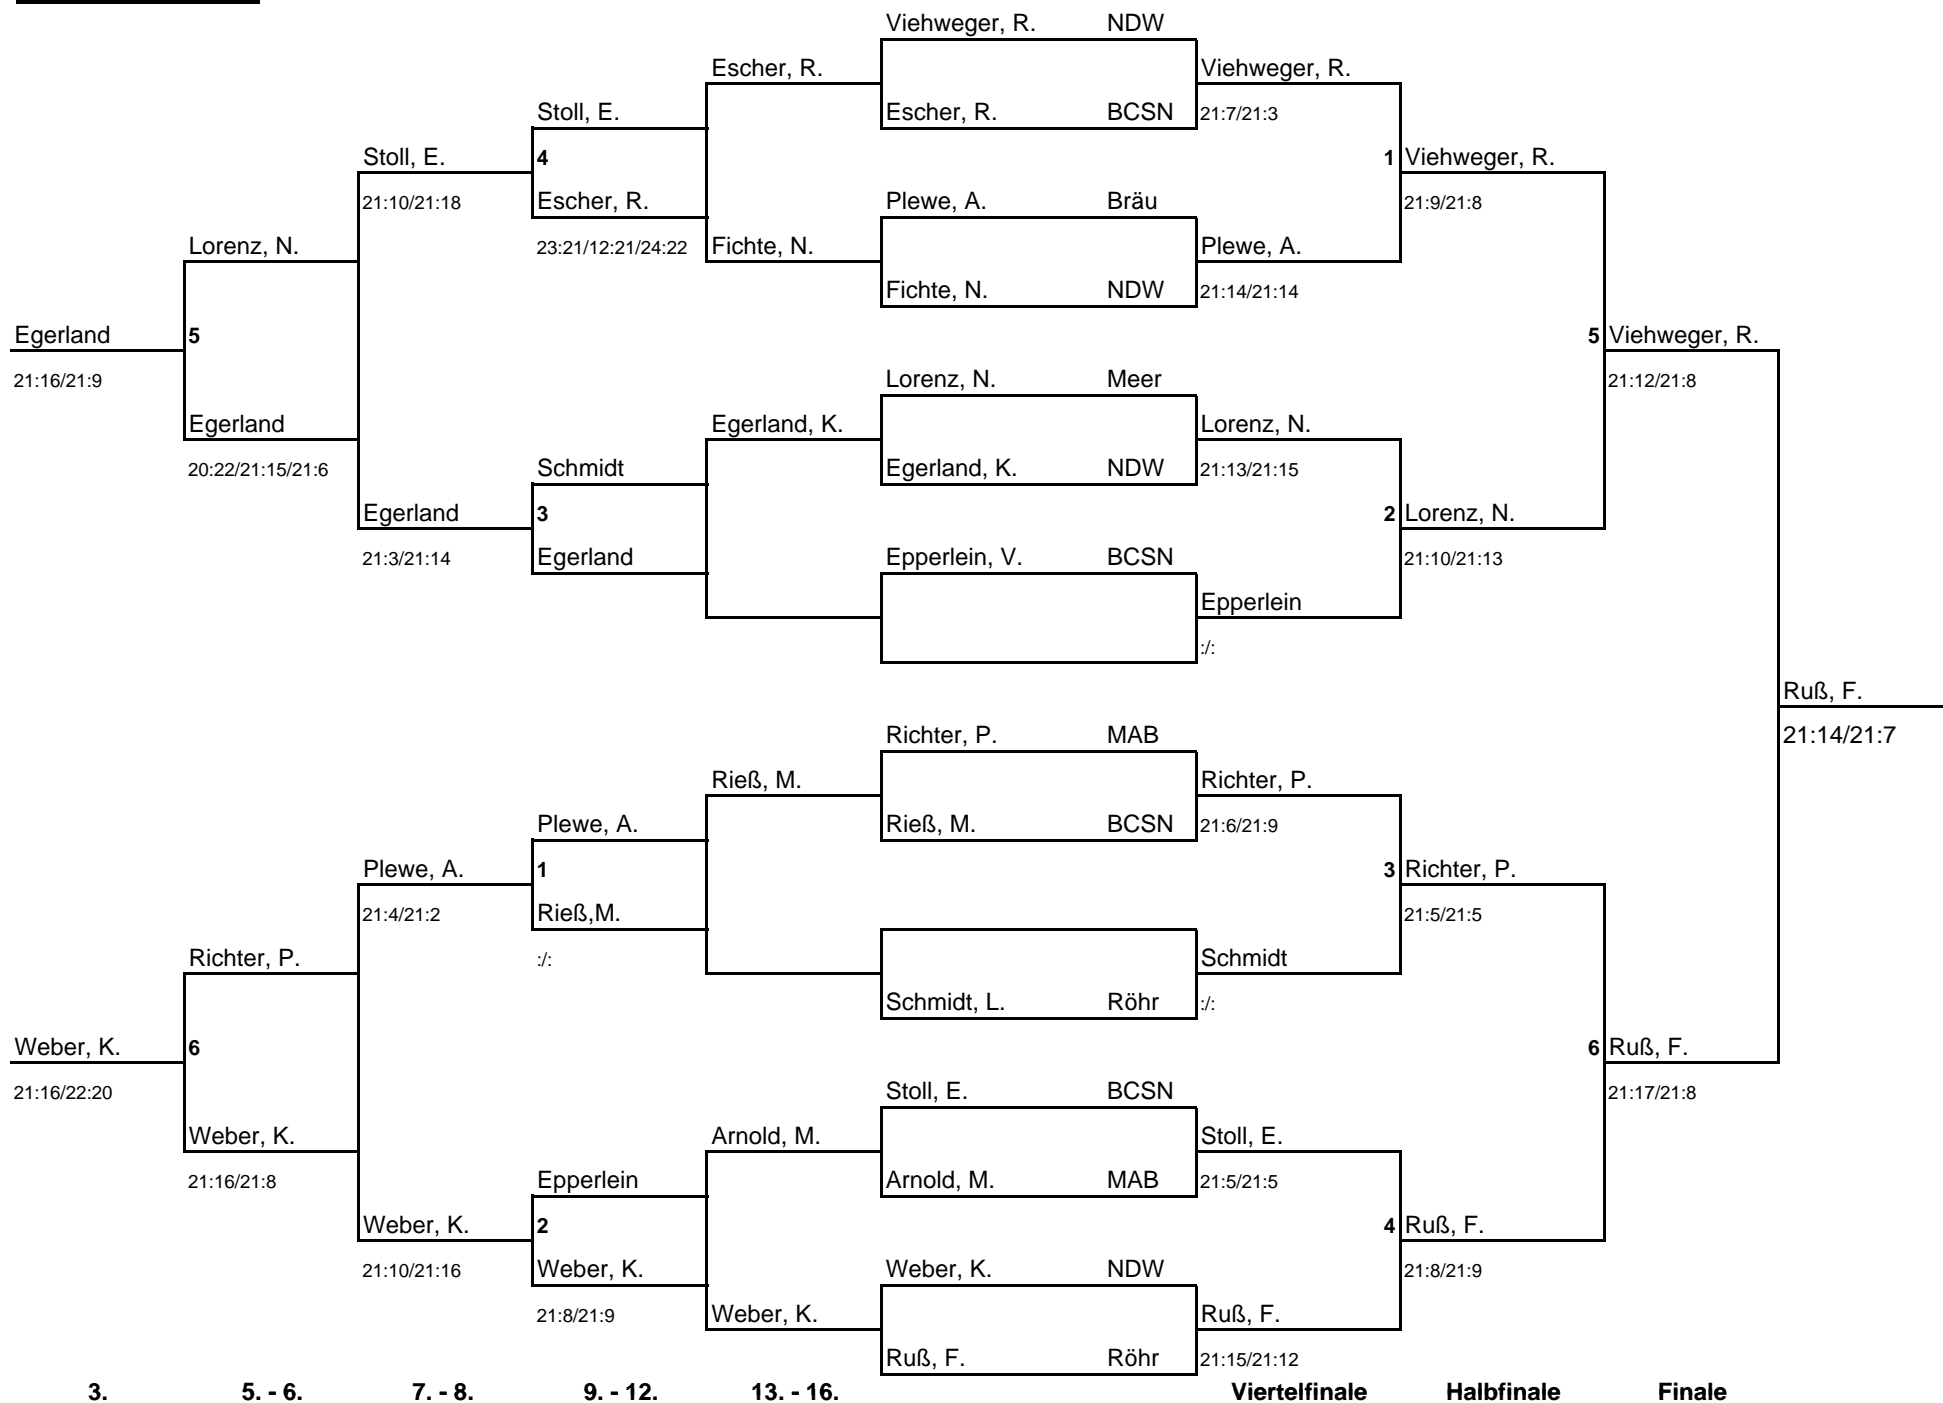 Viehweger, R. NDW
Escher, R. Viehweger, R.
Stoll, E. Escher, R. BCSN 21:7/21:3
Stoll, E. 4 1 Viehweger, R.
21:10/21:18 Escher, R. Plewe, A. Bräu 21:9/21:8
Lorenz, N. 23:21/12:21/24:22 Fichte, N. Plewe, A.
Fichte, N. NDW 21:14/21:14
Egerland 5 5 Viehweger, R.
21:16/21:9 Lorenz, N. Meer 21:12/21:8
Egerland Egerland, K. Lorenz, N.
20:22/21:15/21:6 Schmidt Egerland, K. NDW 21:13/21:15
Egerland 3 2 Lorenz, N.
21:3/21:14 Egerland Epperlein, V. BCSN 21:10/21:13
Epperlein
:/:
Ruß, F.
Richter, P. MAB 21:14/21:7
Rieß, M. Richter, P.
Plewe, A. Rieß, M. BCSN 21:6/21:9
Plewe, A. 1 3 Richter, P.
21:4/21:2 Rieß,M. 21:5/21:5
Richter, P. :/: Schmidt
Schmidt, L. Röhr :/:
Weber, K. 6 6 Ruß, F.
21:16/22:20 Stoll, E. BCSN 21:17/21:8
Weber, K. Arnold, M. Stoll, E.
21:16/21:8 Epperlein Arnold, M. MAB 21:5/21:5
Weber, K. 2 4 Ruß, F.
21:10/21:16 Weber, K. Weber, K. NDW 21:8/21:9
21:8/21:9 Weber, K. Ruß, F.
Ruß, F. Röhr 21:15/21:12
3. 5. - 6. 7. - 8. 9. - 12. 13. - 16. Viertelfinale Halbfinale Finale